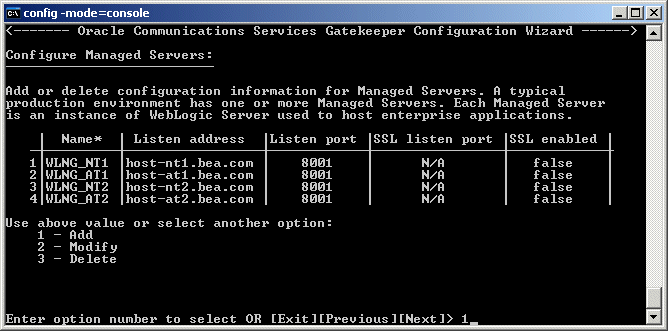 config -mode=console
<------- Oracle Communications Services Gatekeeper Configuration Wizard ------>
Configure Managed Servers:
Add or delete configuration information for Managed Servers. A typical
production environment has one or more Managed Servers. Each Managed Server
is an instance of WebLogic Server used to host enterprise applications.
| Name* | Listen address |Listen port |SSL listen port |SSL enabled |
1|WLNG_NT1 |host-nt1.bea.com | 8001 | N/A | false |
2|WLNG_AT1 |host-at1.bea.com | 8001 | N/A | false |
3|WLNG_NT2 |host-nt2.bea.com | 8001 | N/A | false |
4|WLNG_AT2 |host-at2.bea.com | 8001 | N/A | false |
Use above value or select another option:
1 - Add
2 - Modify
3 - Delete
Enter option number to select OR [Exit][Previous][Next]> 1_